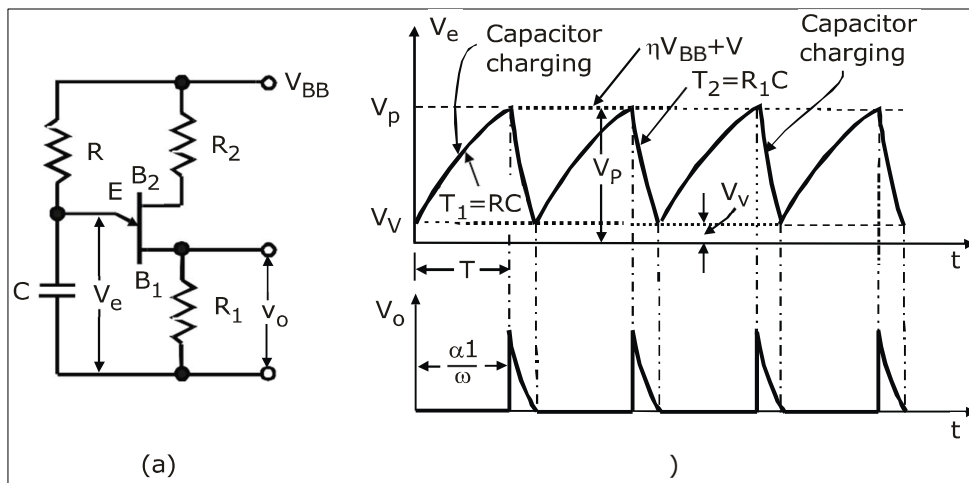 V_BB
R
R_2
B_2
E
C
V_e
B_1
R_1
v_o
(a)
V_e
Capacitor
charging
ηV_BB+V
T_2=R_1C
Capacitor
charging
V_p
V_P
T_1=RC
V_V
V_v
T
t
V_o
α1
ω
t
)